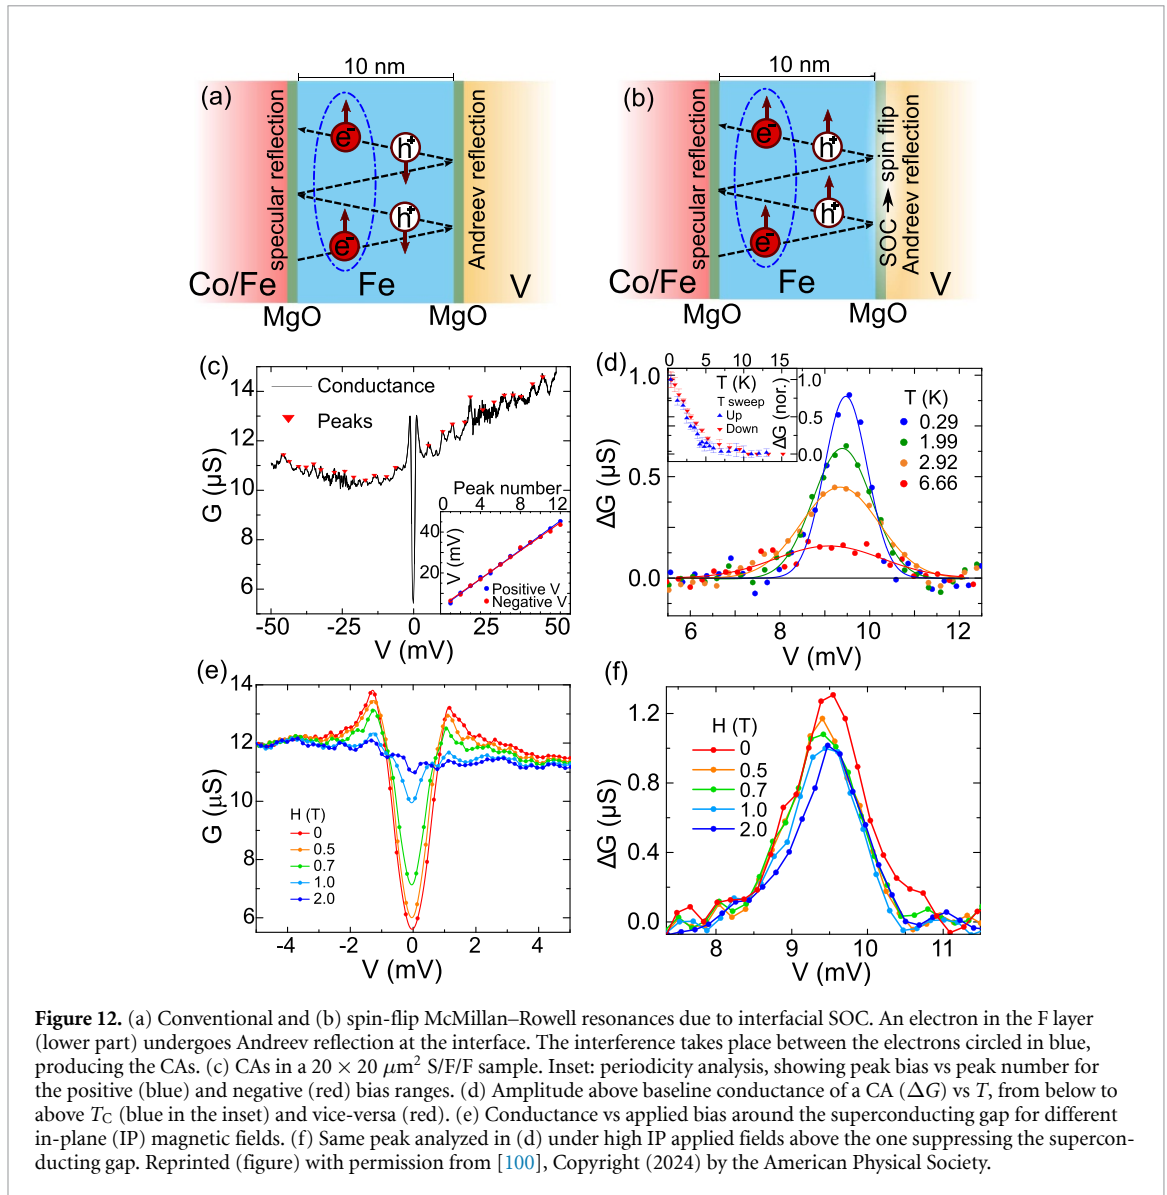 (a)
10 nm
specular reflection
e-
h+
e-
h+
Andreev reflection
Co/Fe
Fe
V
MgO
MgO
(b)
10 nm
specular reflection
e-
h+
e-
h+
SOC → spin flip
Andreev reflection
Co/Fe
Fe
V
MgO
MgO
(c)
14
12
10
8
6
G (µS)
Conductance
Peaks
-50
-25
0
25
50
V (mV)
Peak number
0 4 8 12
40
20
V (mV)
Positive V
Negative V
(d)
1.0
0.5
0.0
ΔG (µS)
0 5 10 15
T (K)
T sweep
Up
Down
1.0
0.5
0.0
ΔG (nor.)
T (K)
0.29
1.99
2.92
6.66
6 8 10 12
V (mV)
(e)
14
12
10
8
6
G (µS)
H (T)
0
0.5
0.7
1.0
2.0
-4 -2 0 2 4
V (mV)
(f)
1.2
0.8
0.4
0.0
ΔG (µS)
H (T)
0
0.5
0.7
1.0
2.0
8 9 10 11
V (mV)
Figure 12. (a) Conventional and (b) spin-flip McMillan–Rowell resonances due to interfacial SOC. An electron in the F layer
(lower part) undergoes Andreev reflection at the interface. The interference takes place between the electrons circled in blue,
producing the CAs. (c) CAs in a 20 × 20 µm² S/F/F sample. Inset: periodicity analysis, showing peak bias vs peak number for
the positive (blue) and negative (red) bias ranges. (d) Amplitude above baseline conductance of a CA (ΔG) vs T, from below to
above TC (blue in the inset) and vice-versa (red). (e) Conductance vs applied bias around the superconducting gap for different
in-plane (IP) magnetic fields. (f) Same peak analyzed in (d) under high IP applied fields above the one suppressing the supercon-
ducting gap. Reprinted (figure) with permission from [100], Copyright (2024) by the American Physical Society.